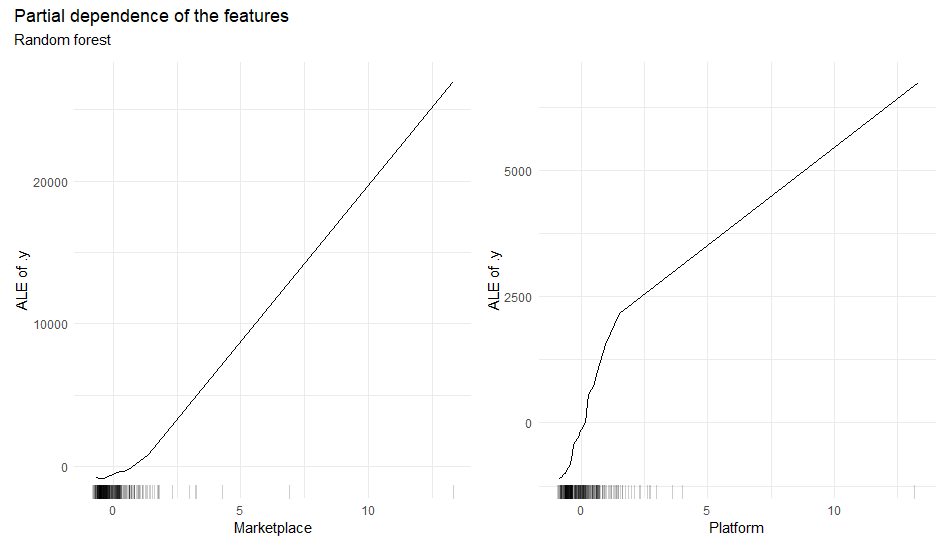 Partial dependence of the features
Random forest
ALE of .y
20000
10000
0
0
5
10
Marketplace
ALE of .y
5000
2500
0
0
5
10
Platform